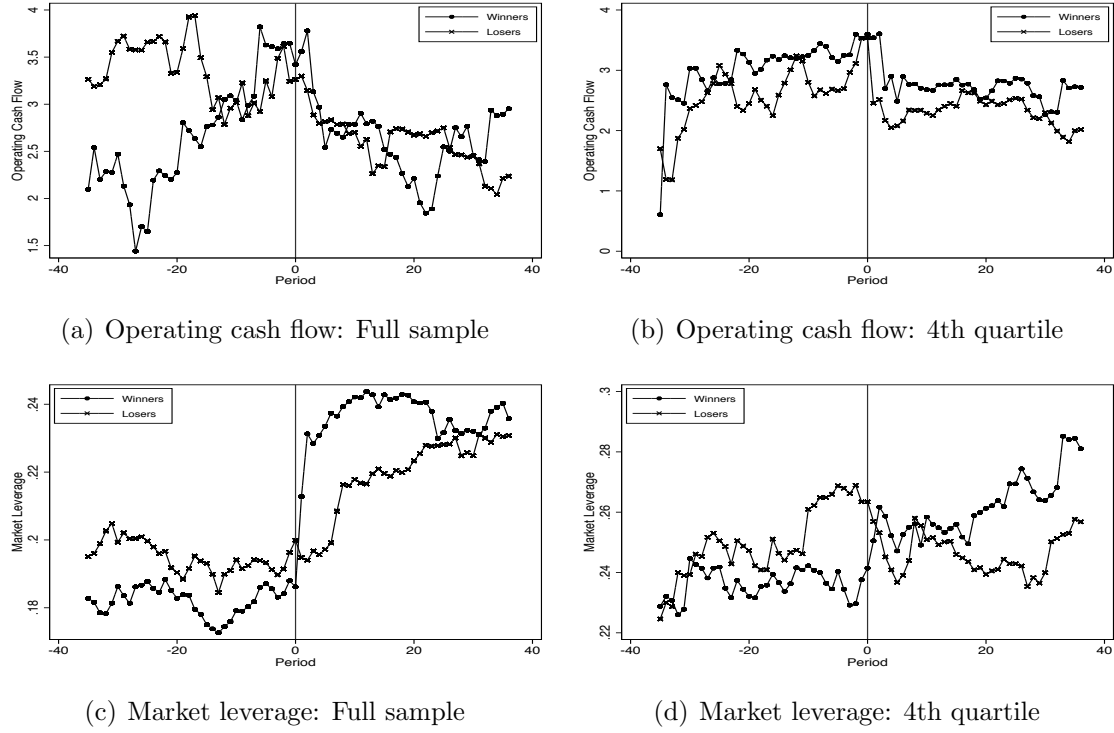 Winners
Losers
Operating Cash Flow
4
3.5
3
2.5
2
1.5
-40
-20
0
20
40
Period
(a) Operating cash flow: Full sample
Winners
Losers
Operating Cash Flow
4
3
2
1
0
-40
-20
0
20
40
Period
(b) Operating cash flow: 4th quartile
Winners
Losers
Market Leverage
.24
.22
.2
.18
-40
-20
0
20
40
Period
(c) Market leverage: Full sample
Winners
Losers
Market Leverage
.3
.28
.26
.24
.22
-40
-20
0
20
40
Period
(d) Market leverage: 4th quartile